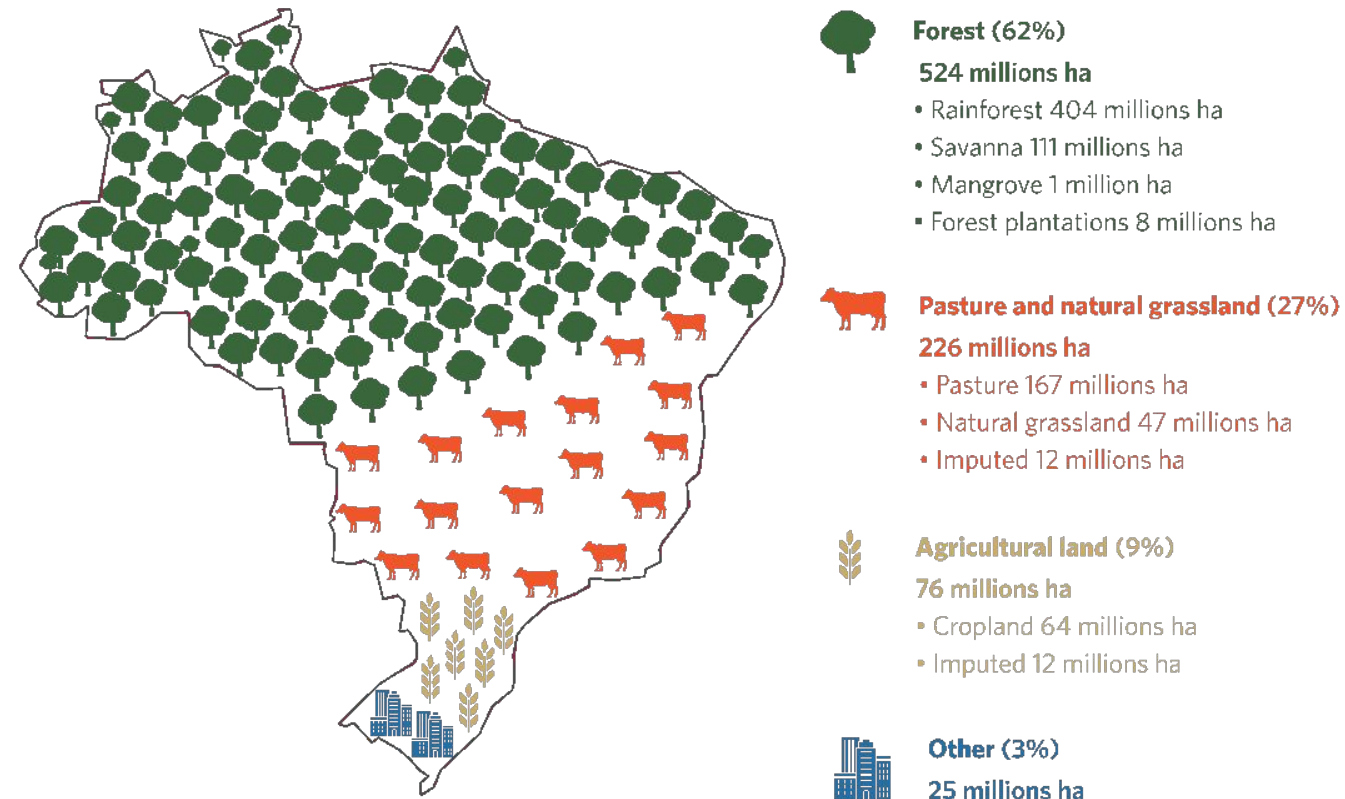 Forest (62%)
524 millions ha
• Rainforest 404 millions ha
• Savanna 111 millions ha
• Mangrove 1 million ha
▪ Forest plantations 8 millions ha
Pasture and natural grassland (27%)
226 millions ha
• Pasture 167 millions ha
• Natural grassland 47 millions ha
• Imputed 12 millions ha
Agricultural land (9%)
76 millions ha
• Cropland 64 millions ha
• Imputed 12 millions ha
Other (3%)
25 millions ha